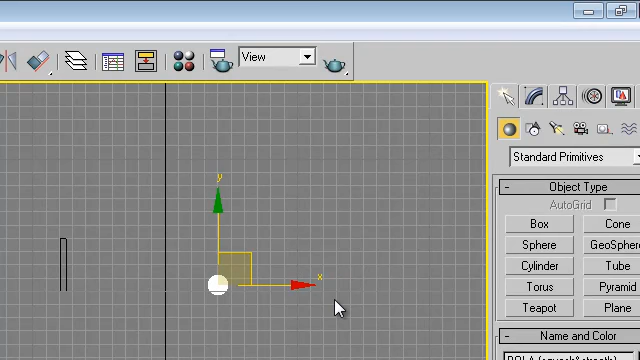 View
y
x
Standard Primitives
- Object Type
AutoGrid
Box Cone
Sphere GeoSphere
Cylinder Tube
Torus Pyramid
Teapot Plane
- Name and Color